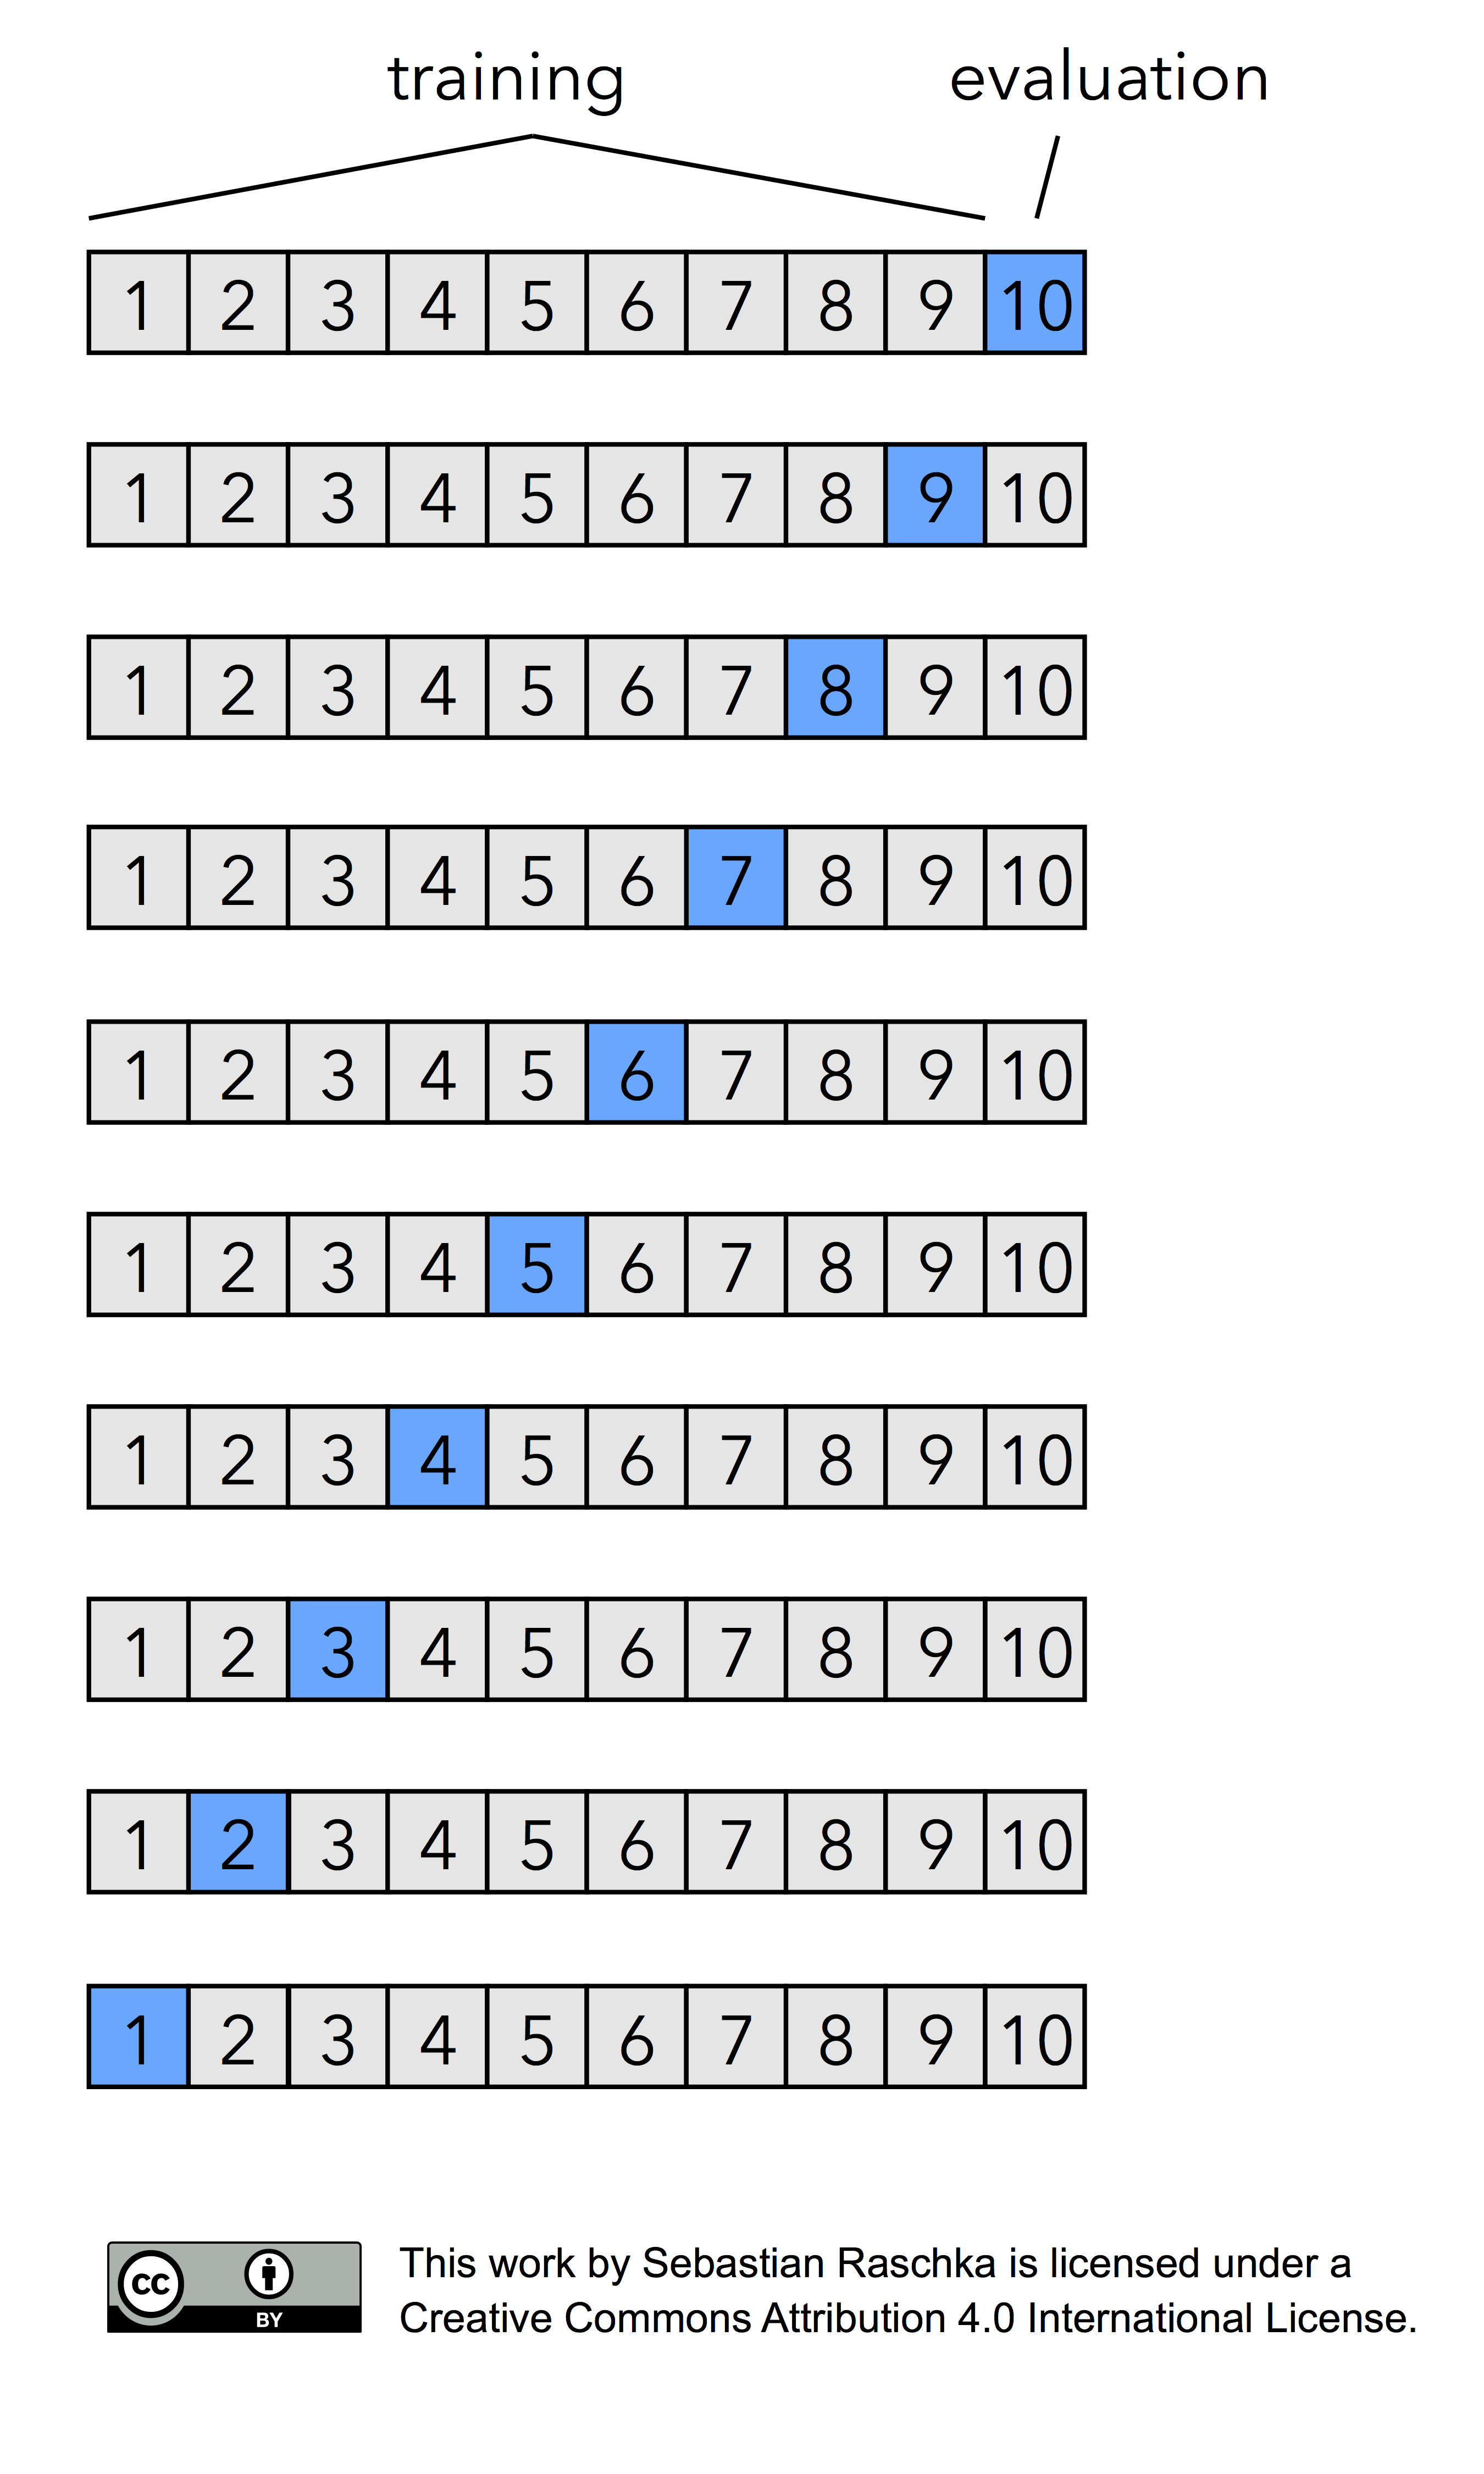 training evaluation
1 2 3 4 5 6 7 8 9 10
1 2 3 4 5 6 7 8 9 10
1 2 3 4 5 6 7 8 9 10
1 2 3 4 5 6 7 8 9 10
1 2 3 4 5 6 7 8 9 10
1 2 3 4 5 6 7 8 9 10
1 2 3 4 5 6 7 8 9 10
1 2 3 4 5 6 7 8 9 10
1 2 3 4 5 6 7 8 9 10
1 2 3 4 5 6 7 8 9 10
cc
BY
This work by Sebastian Raschka is licensed under a
Creative Commons Attribution 4.0 International License.